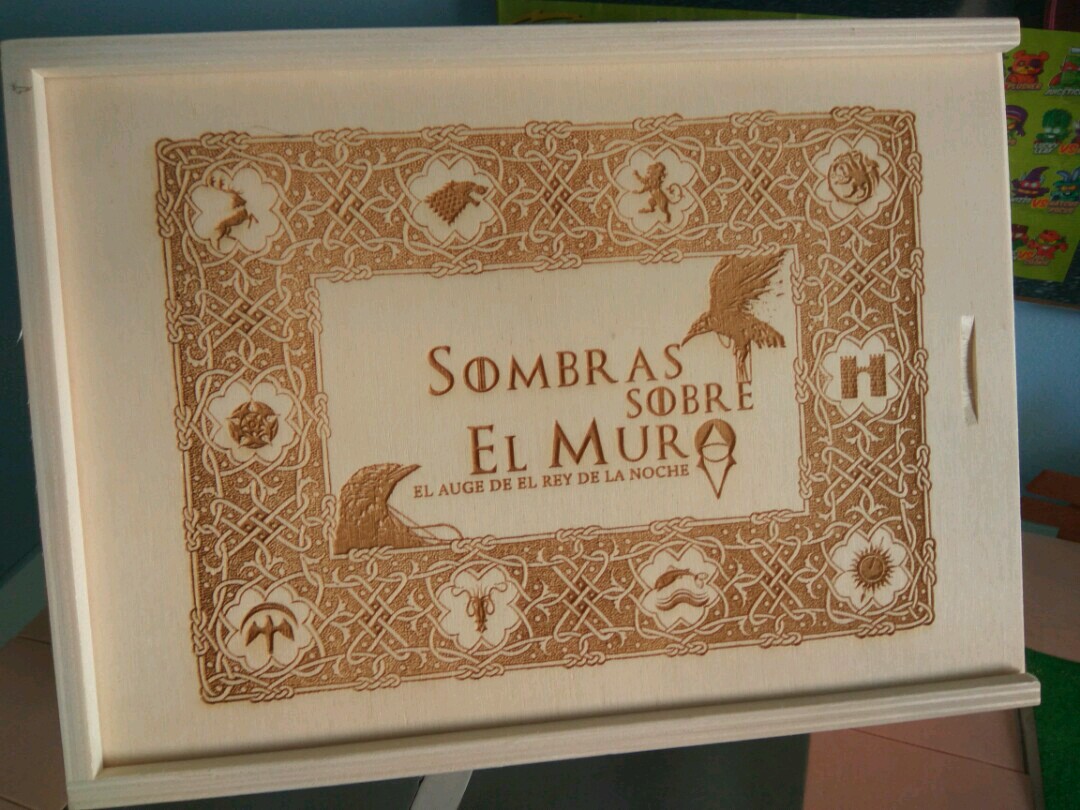 SOMBRAS
SOBRE
EL MURO
EL AUGE DE EL REY DE LA NOCHE